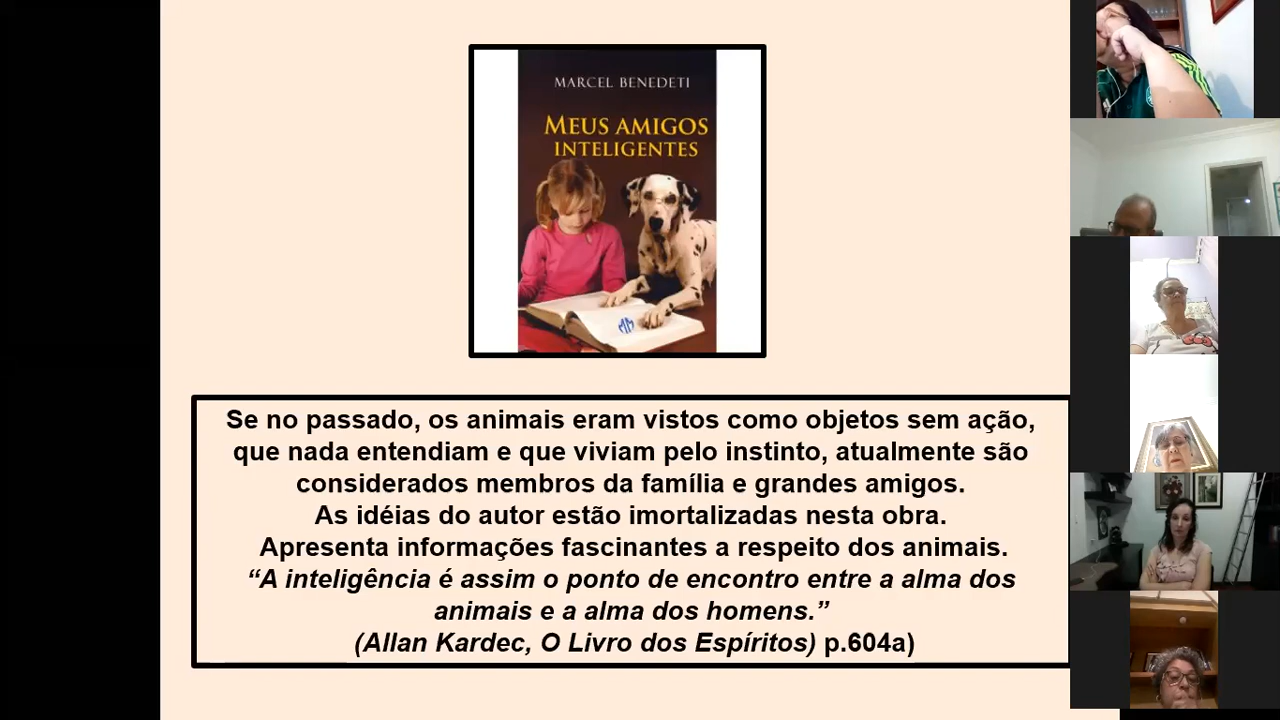 MARCEL BENEDETI
MEUS AMIGOS
INTELIGENTES
Se no passado, os animais eram vistos como objetos sem ação,
que nada entendiam e que viviam pelo instinto, atualmente são
considerados membros da família e grandes amigos.
As idéias do autor estão imortalizadas nesta obra.
Apresenta informações fascinantes a respeito dos animais.
“A inteligência é assim o ponto de encontro entre a alma dos
animais e a alma dos homens.”
(Allan Kardec, O Livro dos Espíritos) p.604a)